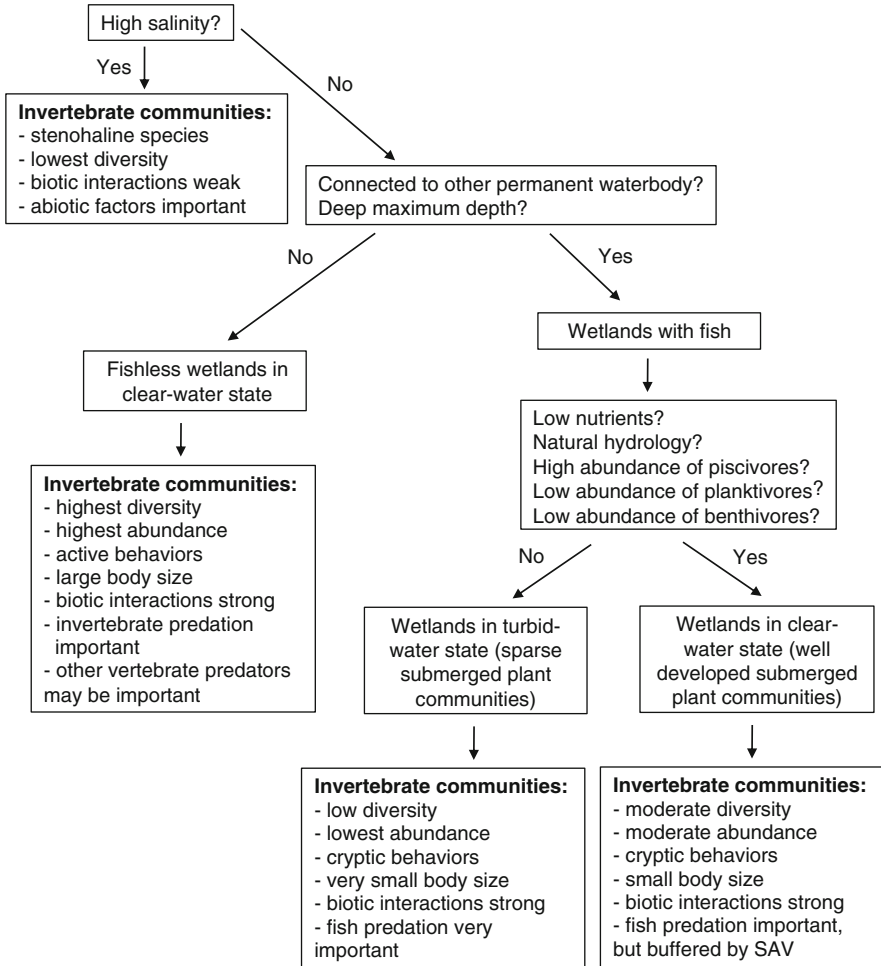 High salinity?
Yes
No
Invertebrate communities:
- stenohaline species
- lowest diversity
- biotic interactions weak
- abiotic factors important
Connected to other permanent waterbody?
Deep maximum depth?
No
Yes
Fishless wetlands in
clear-water state
Wetlands with fish
Invertebrate communities:
- highest diversity
- highest abundance
- active behaviors
- large body size
- biotic interactions strong
- invertebrate predation
important
- other vertebrate predators
may be important
Low nutrients?
Natural hydrology?
High abundance of piscivores?
Low abundance of planktivores?
Low abundance of benthivores?
No
Yes
Wetlands in turbid-
water state (sparse
submerged plant
communities)
Wetlands in clear-
water state (well
developed submerged
plant communities)
Invertebrate communities:
- low diversity
- lowest abundance
- cryptic behaviors
- very small body size
- biotic interactions strong
- fish predation very
important
Invertebrate communities:
- moderate diversity
- moderate abundance
- cryptic behaviors
- small body size
- biotic interactions strong
- fish predation important,
but buffered by SAV